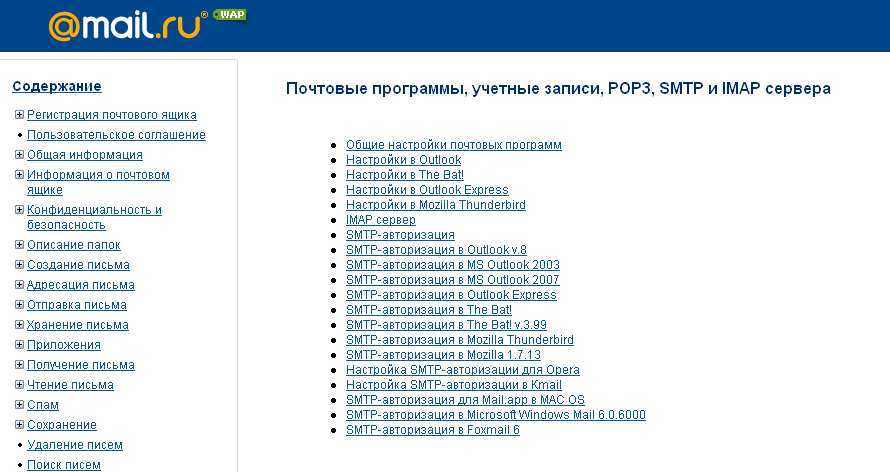 @mail.ru® WAP
Содержание
Регистрация почтового ящика
Пользовательское соглашение
Общая информация
Информация о почтовом
ящике
Конфиденциальность и
безопасность
Описание папок
Создание письма
Адресация письма
Отправка письма
Хранение письма
Приложения
Получение письма
Чтение письма
Спам
Сохранение
Удаление писем
Поиск писем
Почтовые программы, учетные записи, POP3, SMTP и IMAP сервера
Общие настройки почтовых программ
Настройки в Outlook
Настройки в The Bat!
Настройки в Outlook Express
Настройки в Mozilla Thunderbird
IMAP сервер
SMTP-авторизация
SMTP-авторизация в Outlook v.8
SMTP-авторизация в MS Outlook 2003
SMTP-авторизация в MS Outlook 2007
SMTP-авторизация в Outlook Express
SMTP-авторизация в The Bat!
SMTP-авторизация в The Bat! v.3.99
SMTP-авторизация в Mozilla Thunderbird
SMTP-авторизация в Mozilla 1.7.13
Настройка SMTP-авторизации для Opera
Настройка SMTP-авторизации в Kmail
SMTP-авторизация для Mail.app в MAC OS
SMTP-авторизация в Microsoft Windows Mail 6.0.6000
SMTP-авторизация в Foxmail 6